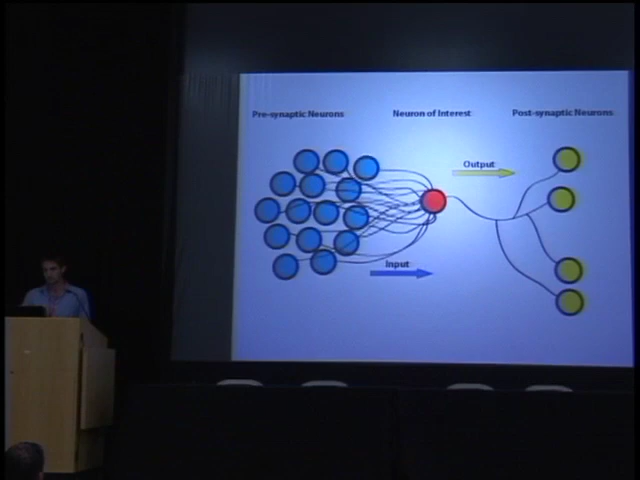 Pre-synaptic Neurons
Neuron of Interest
Post-synaptic Neurons
Output
Input